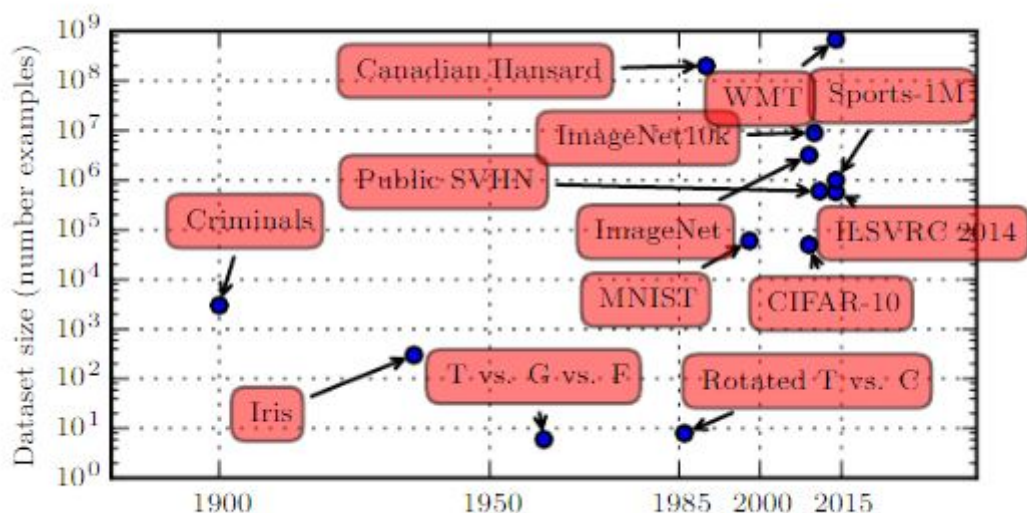 Dataset size (number examples)
10^9
10^8
10^7
10^6
10^5
10^4
10^3
10^2
10^1
10^0
Canadian Hansard
WMT
Sports-1M
ImageNet10k
Public SVHN
Criminals
ImageNet
ILSVRC 2014
MNIST
CIFAR-10
T vs. G vs. F
Rotated T vs. C
Iris
1900
1950
1985
2000
2015